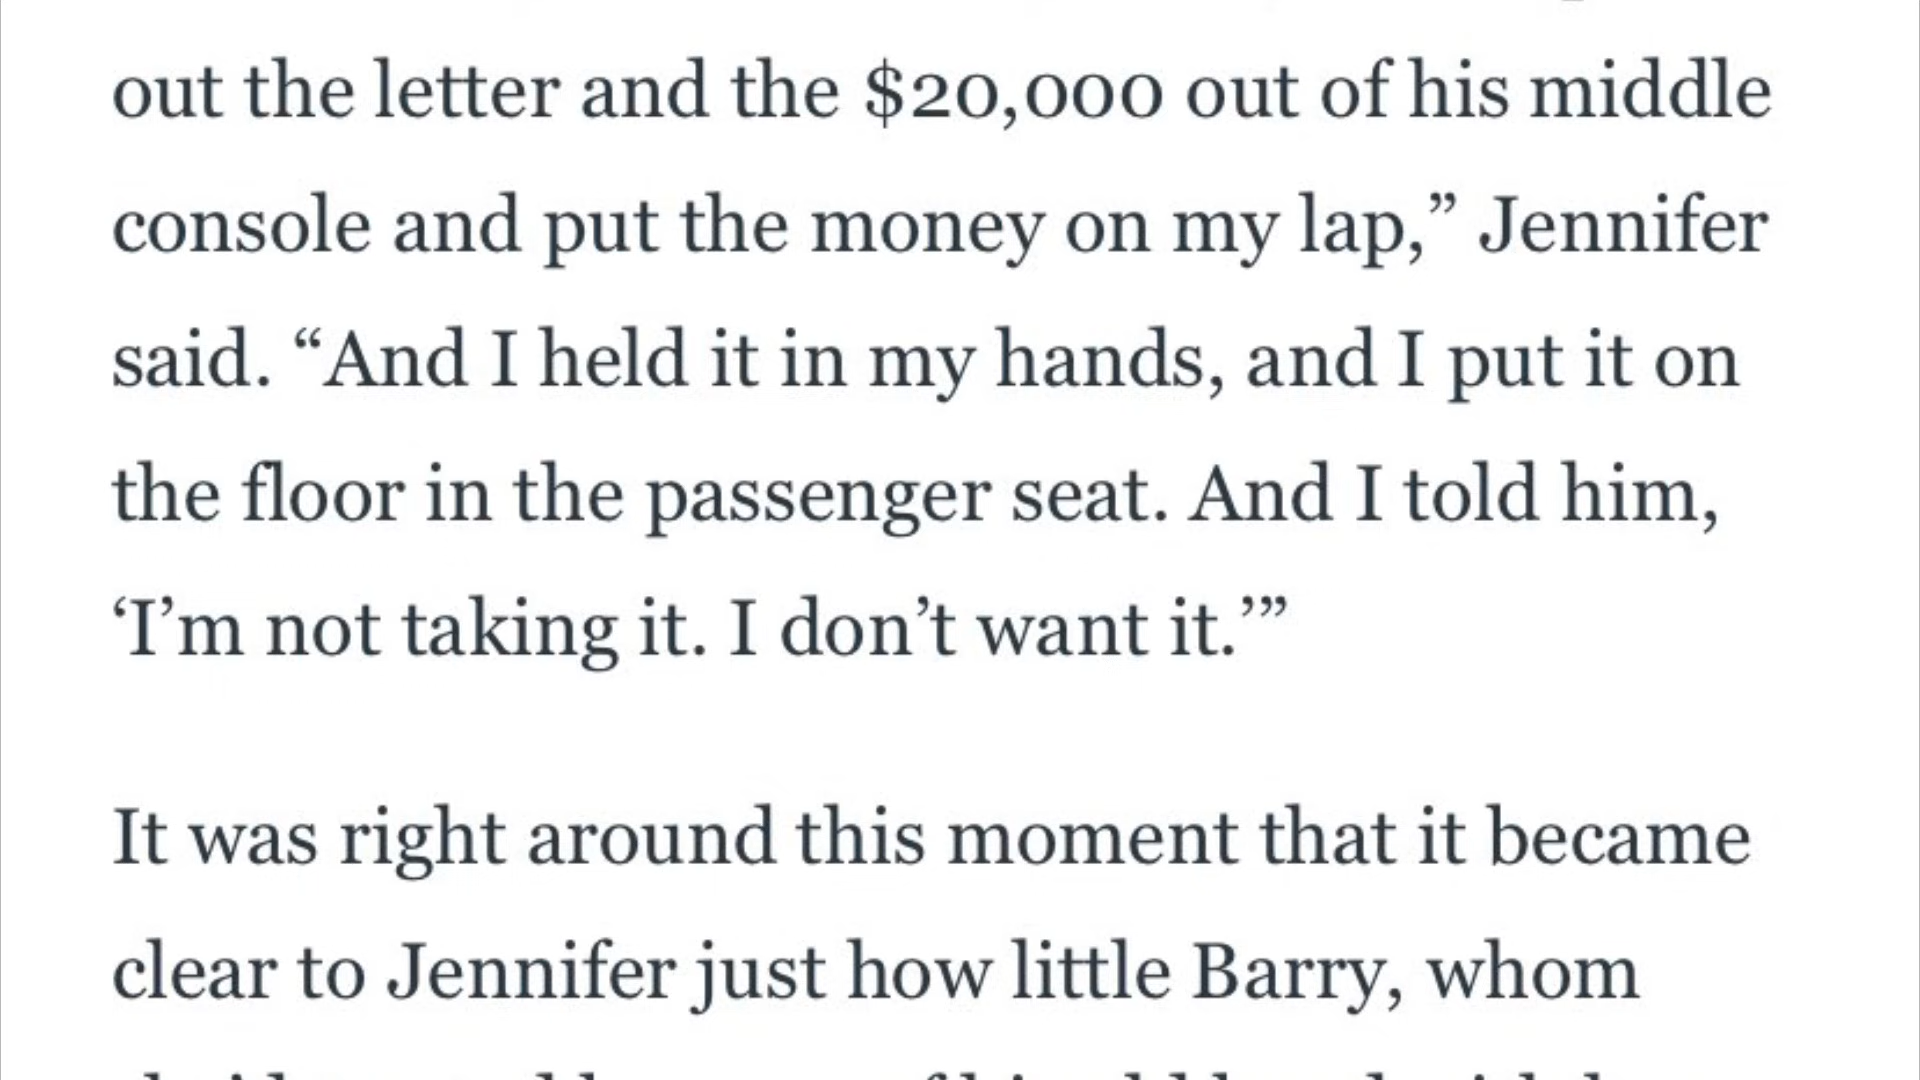 out the letter and the $20,000 out of his middle
console and put the money on my lap,” Jennifer
said. “And I held it in my hands, and I put it on
the floor in the passenger seat. And I told him,
‘I’m not taking it. I don’t want it.’”
It was right around this moment that it became
clear to Jennifer just how little Barry, whom